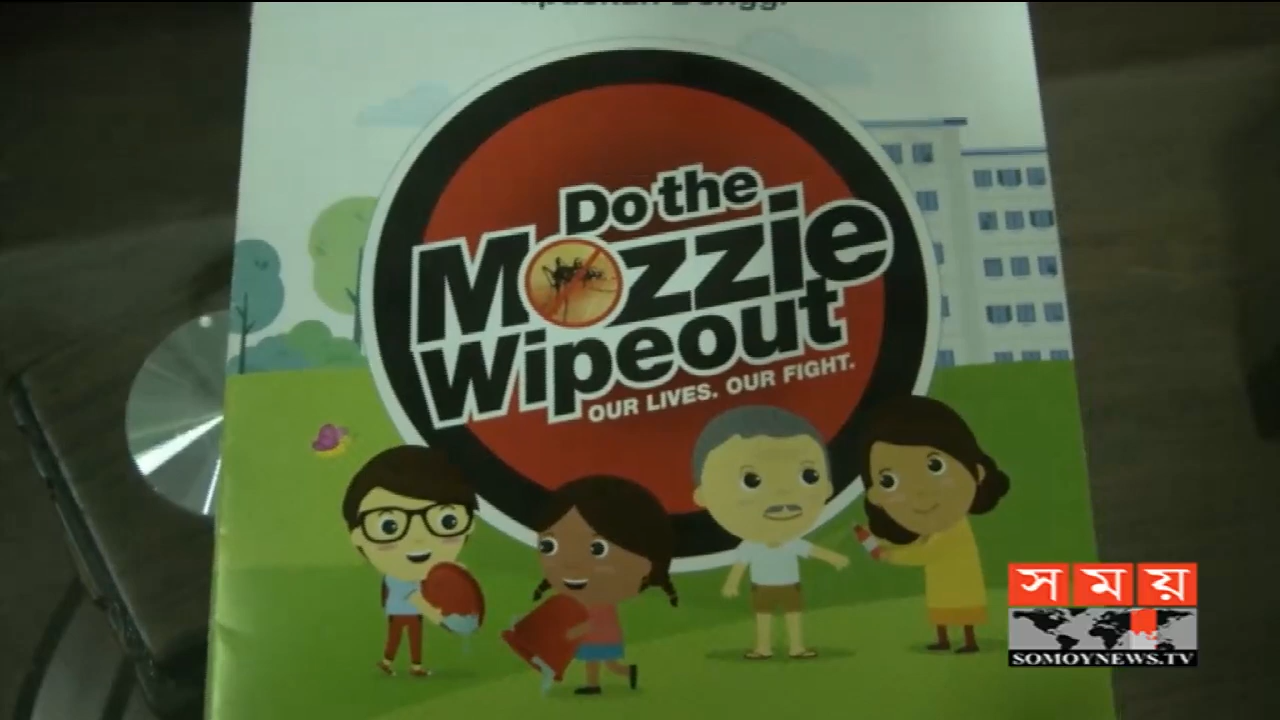 Do the
Mozzie
Wipeout
OUR LIVES. OUR FIGHT.
সময়
SOMOYNEWS.TV